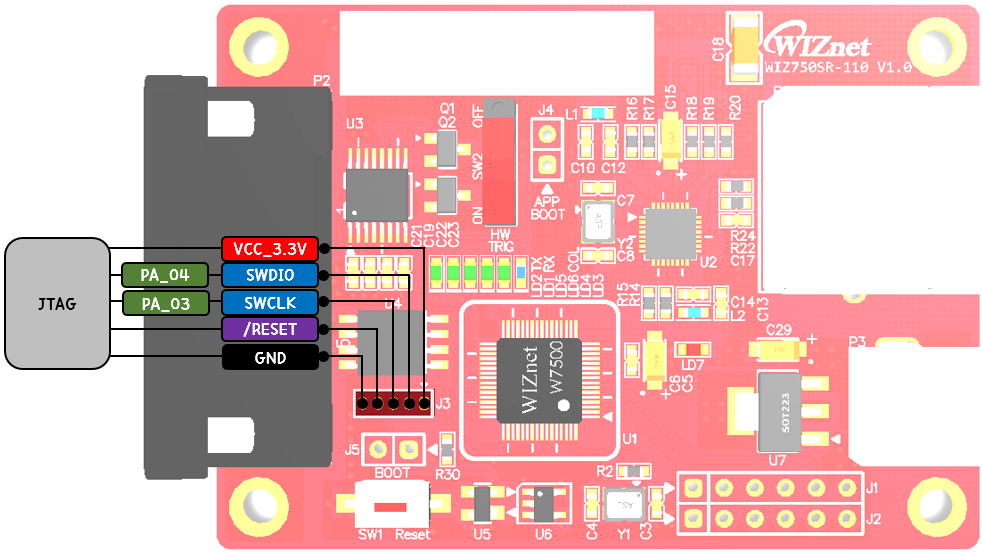 WIZnet
WIZ750SR-110 V1.0
C18
P2
U3
Q1
Q2
OFF
SW2
ON
HW
TRIG
J4
APP
BOOT
L1
C10
C12
R16
R17
C15
R18
R19
R20
C7
Y2
C8
U2
R24
R22
C17
C21
C19
C22
C23
TX
RX
COL
LD2
LD1
LD5
LD6
LD4
LD3
R15
R14
C14
C13
L2
VCC_3.3V
PA_04
SWDIO
JTAG
PA_03
SWCLK
/RESET
GND
U4
J3
WIZnet
W7500
U1
C6
C5
LD7
C29
P3
SOT223
U7
J5
BOOT
R30
R2
SW1
Reset
U5
U6
C4
Y1
C3
J1
J2